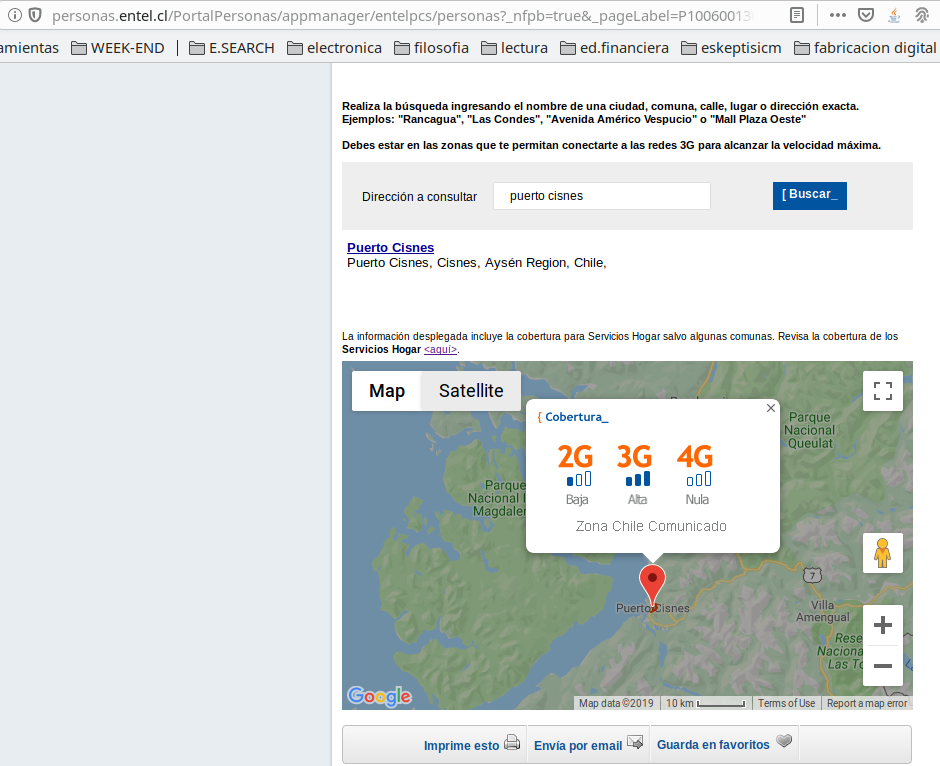 personas.entel.cl/PortalPersonas/appmanager/entelpcs/personas?_nfpb=true&_pageLabel=P1006001
amientas WEEK-END | E.SEARCH electronica filosofia lectura ed.financiera eskeptisicm fabricacion digital
Realiza la búsqueda ingresando el nombre de una ciudad, comuna, calle, lugar o dirección exacta.
Ejemplos: "Rancagua", "Las Condes", "Avenida Américo Vespucio" o "Mall Plaza Oeste"
Debes estar en las zonas que te permitan conectarte a las redes 3G para alcanzar la velocidad máxima.
Dirección a consultar puerto cisnes [ Buscar_
Puerto Cisnes
Puerto Cisnes, Cisnes, Aysén Region, Chile,
La información desplegada incluye la cobertura para Servicios Hogar salvo algunas comunas. Revisa la cobertura de los
Servicios Hogar <aquí>.
Map Satellite
{ Cobertura_
2G 3G 4G
Baja Alta Nula
Zona Chile Comunicado
Parque
Nacional
Queulat
Parque
Nacional
Magdalen
7
Puerto Cisnes
Villa
Amengual
Rese
Naciona
Las To
Google
Map data ©2019 10 km Terms of Use Report a map error
Imprime esto Envía por email Guarda en favoritos